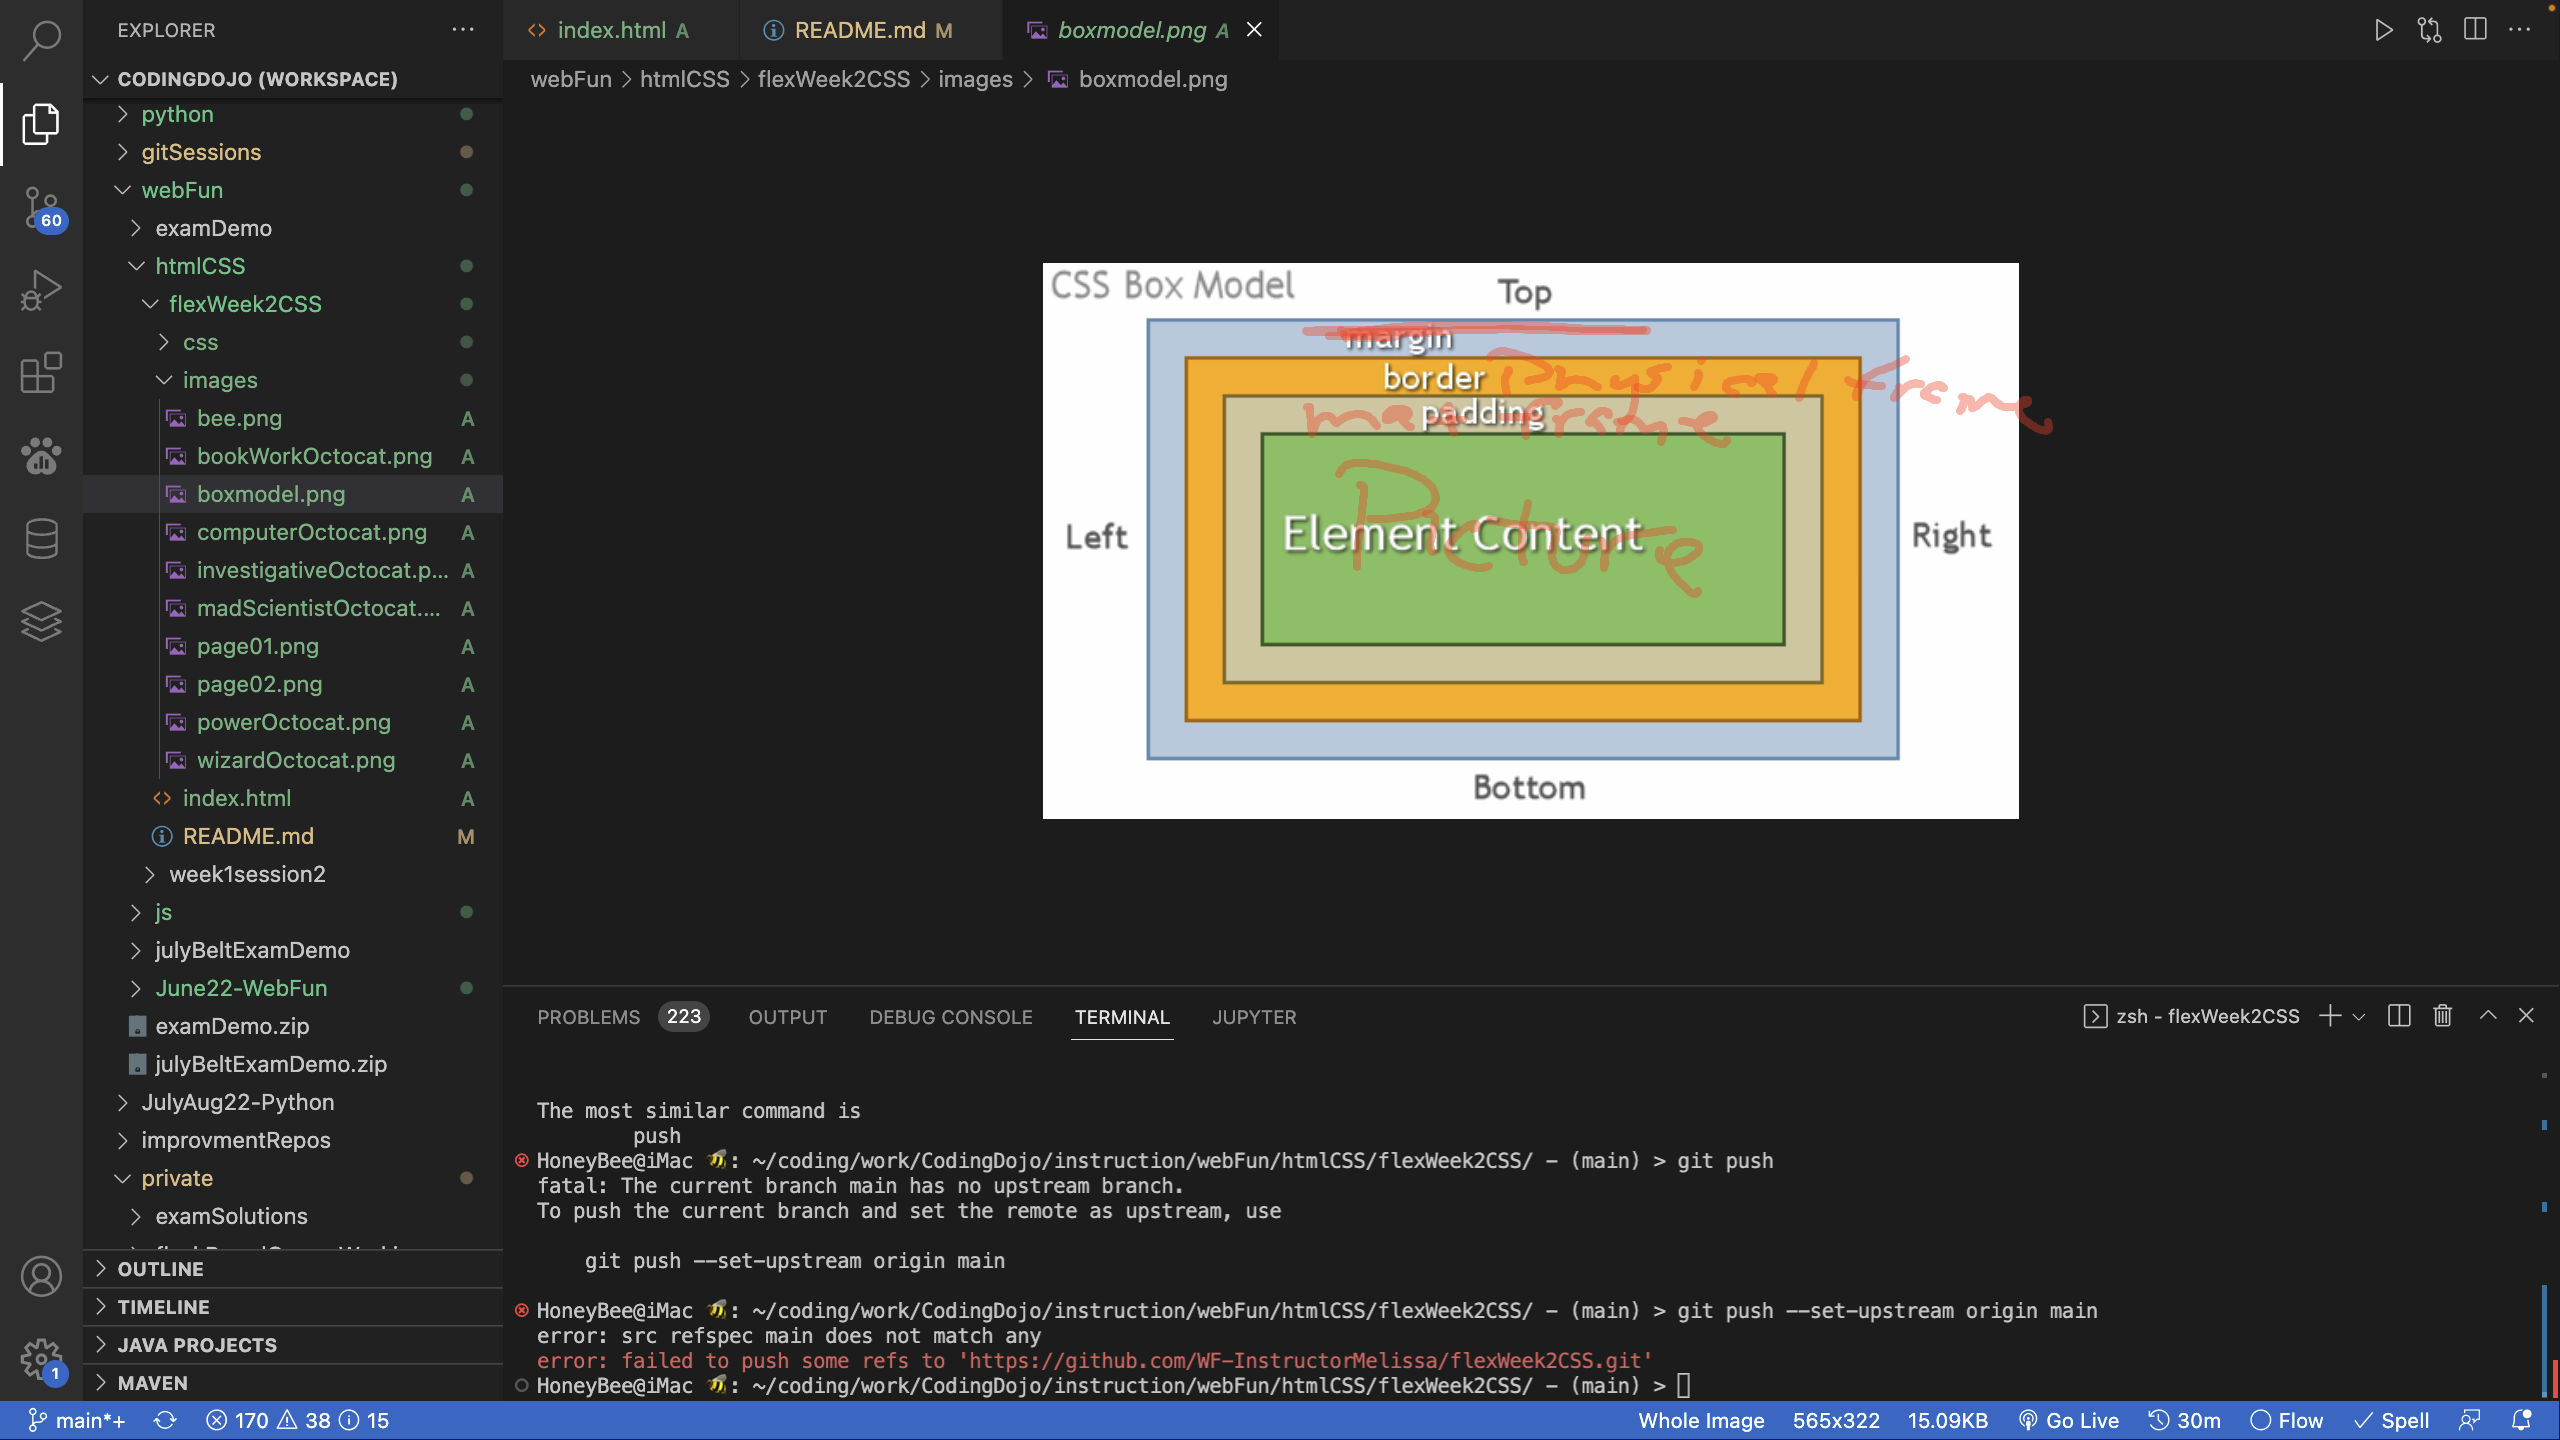 EXPLORER
CODINGDOJO (WORKSPACE)
python
gitSessions
webFun
examDemo
htmlCSS
flexWeek2CSS
css
images
bee.png A
bookWorkOctocat.png A
boxmodel.png A
computerOctocat.png A
investigativeOctocat.p... A
madScientistOctocat.... A
page01.png A
page02.png A
powerOctocat.png A
wizardOctocat.png A
index.html A
README.md M
week1session2
js
julyBeltExamDemo
June22-WebFun
examDemo.zip
julyBeltExamDemo.zip
JulyAug22-Python
improvmentRepos
private
examSolutions
OUTLINE
TIMELINE
JAVA PROJECTS
MAVEN
60
1
index.html A
README.md M
boxmodel.png A
webFun > htmlCSS > flexWeek2CSS > images > boxmodel.png
CSS Box Model
Top
margin
border Physical Frame
padding
Frame
Element Content
Picture
Left
Right
Bottom
PROBLEMS 223 OUTPUT DEBUG CONSOLE TERMINAL JUPYTER
zsh - flexWeek2CSS
The most similar command is
push
HoneyBee@iMac 🐝: ~/coding/work/CodingDojo/instruction/webFun/htmlCSS/flexWeek2CSS/ - (main) > git push
fatal: The current branch main has no upstream branch.
To push the current branch and set the remote as upstream, use
git push --set-upstream origin main
HoneyBee@iMac 🐝: ~/coding/work/CodingDojo/instruction/webFun/htmlCSS/flexWeek2CSS/ - (main) > git push --set-upstream origin main
error: src refspec main does not match any
error: failed to push some refs to 'https://github.com/WF-InstructorMelissa/flexWeek2CSS.git'
HoneyBee@iMac 🐝: ~/coding/work/CodingDojo/instruction/webFun/htmlCSS/flexWeek2CSS/ - (main) >
main*+ 170 38 15 Whole Image 565x322 15.09KB Go Live 30m Flow Spell